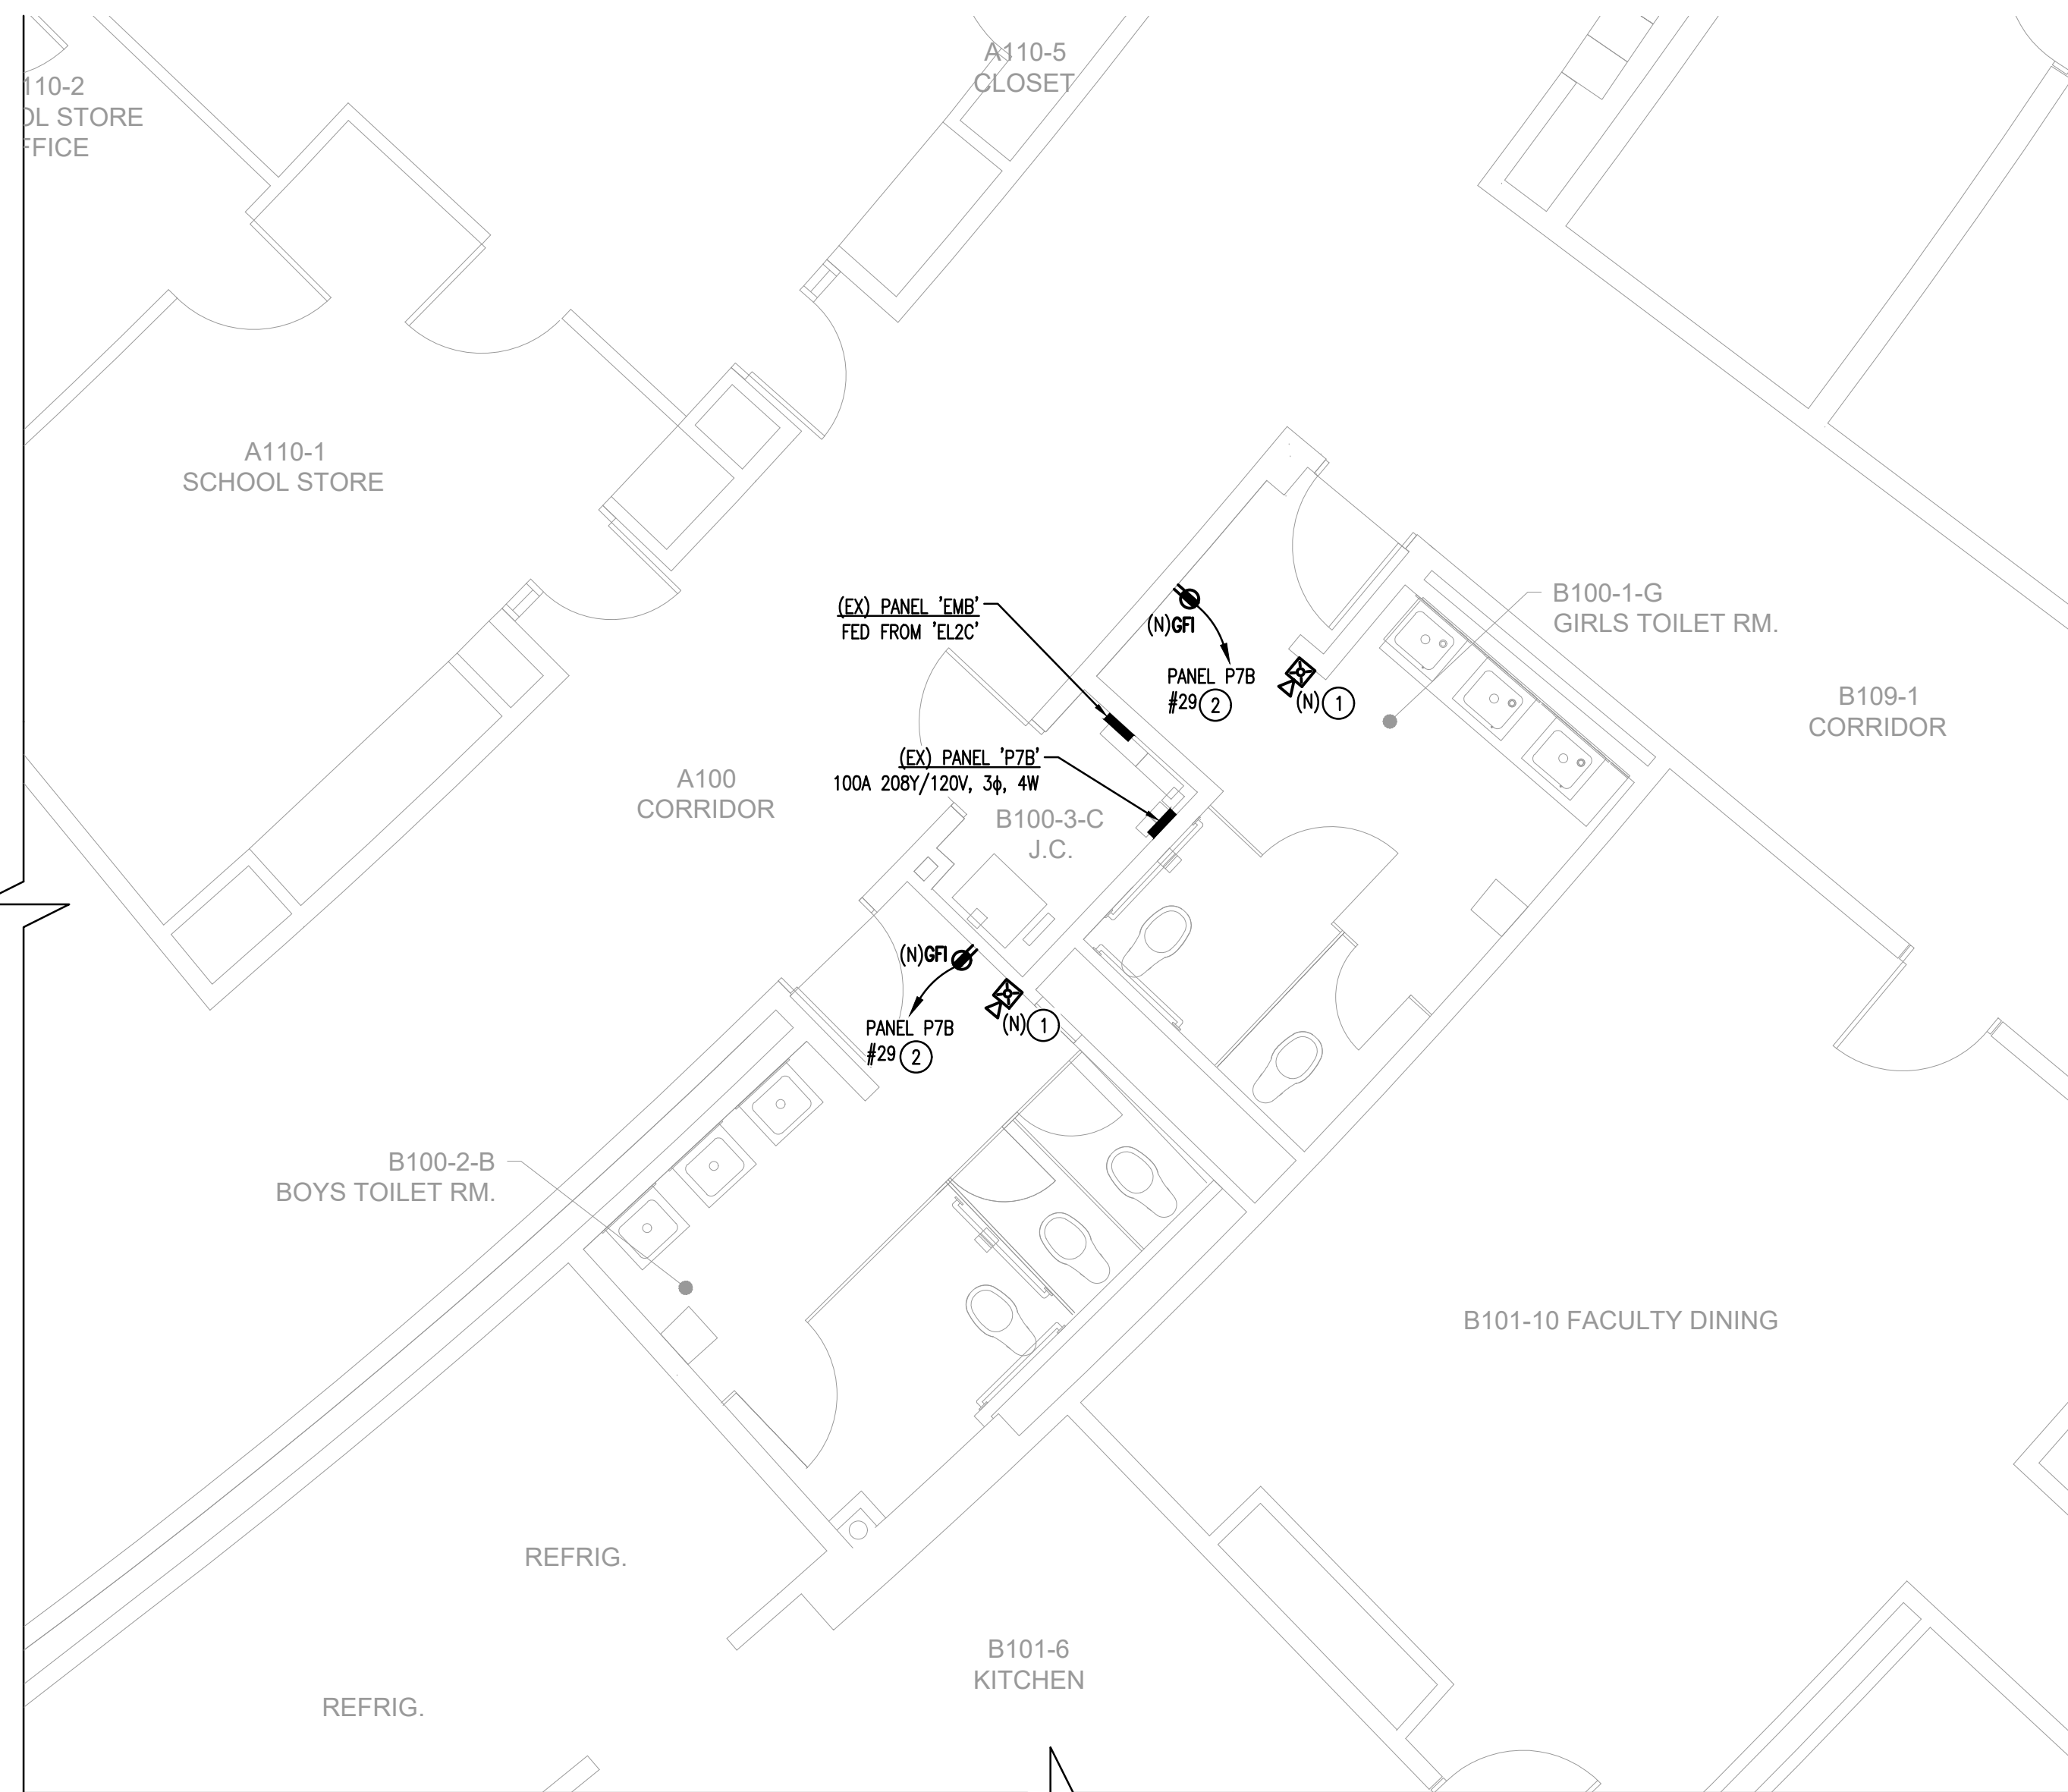 A110-5
CLOSET
110-2
OL STORE
FFICE
A110-1
SCHOOL STORE
B100-1-G
GIRLS TOILET RM.
(EX) PANEL 'EMB'
FED FROM 'EL2C'
(N)GFI
PANEL P7B
#29 2
(N) 1
B109-1
CORRIDOR
(EX) PANEL 'P7B'
100A 208Y/120V, 3ϕ, 4W
A100
CORRIDOR
B100-3-C
J.C.
(N)GFI
PANEL P7B
#29 2
(N) 1
B100-2-B
BOYS TOILET RM.
B101-10 FACULTY DINING
REFRIG.
B101-6
KITCHEN
REFRIG.